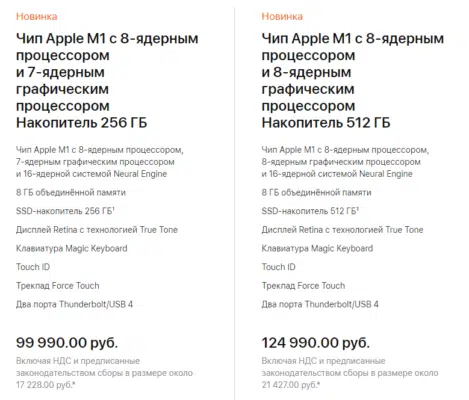 Новинка
Чип Apple M1 с 8-ядерным
процессором
и 7-ядерным
графическим
процессором
Накопитель 256 ГБ
Чип Apple M1 с 8-ядерным процессором,
7-ядерным графическим процессором
и 16-ядерной системой Neural Engine
8 ГБ объединённой памяти
SSD-накопитель 256 ГБ¹
Дисплей Retina с технологией True Tone
Клавиатура Magic Keyboard
Touch ID
Трекпад Force Touch
Два порта Thunderbolt/USB 4
99 990.00 руб.
Включая НДС и предписанные
законодательством сборы в размере около
17 228.00 руб.*
Новинка
Чип Apple M1 с 8-ядерным
процессором
и 8-ядерным
графическим
процессором
Накопитель 512 ГБ
Чип Apple M1 с 8-ядерным процессором,
8-ядерным графическим процессором
и 16-ядерной системой Neural Engine
8 ГБ объединённой памяти
SSD-накопитель 512 ГБ¹
Дисплей Retina с технологией True Tone
Клавиатура Magic Keyboard
Touch ID
Трекпад Force Touch
Два порта Thunderbolt/USB 4
124 990.00 руб.
Включая НДС и предписанные
законодательством сборы в размере около
21 427.00 руб.*